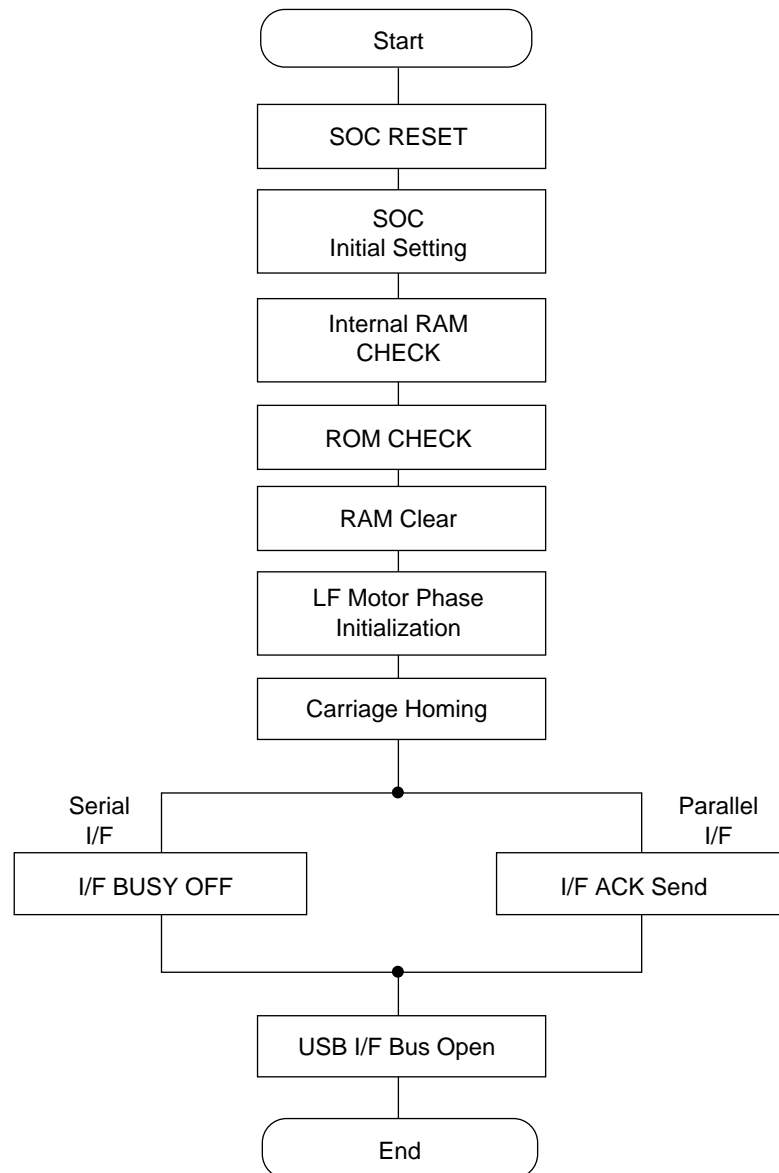 Start
SOC RESET
SOC
Initial Setting
Internal RAM
CHECK
ROM CHECK
RAM Clear
LF Motor Phase
Initialization
Carriage Homing
Serial
I/F
Parallel
I/F
I/F BUSY OFF
I/F ACK Send
USB I/F Bus Open
End